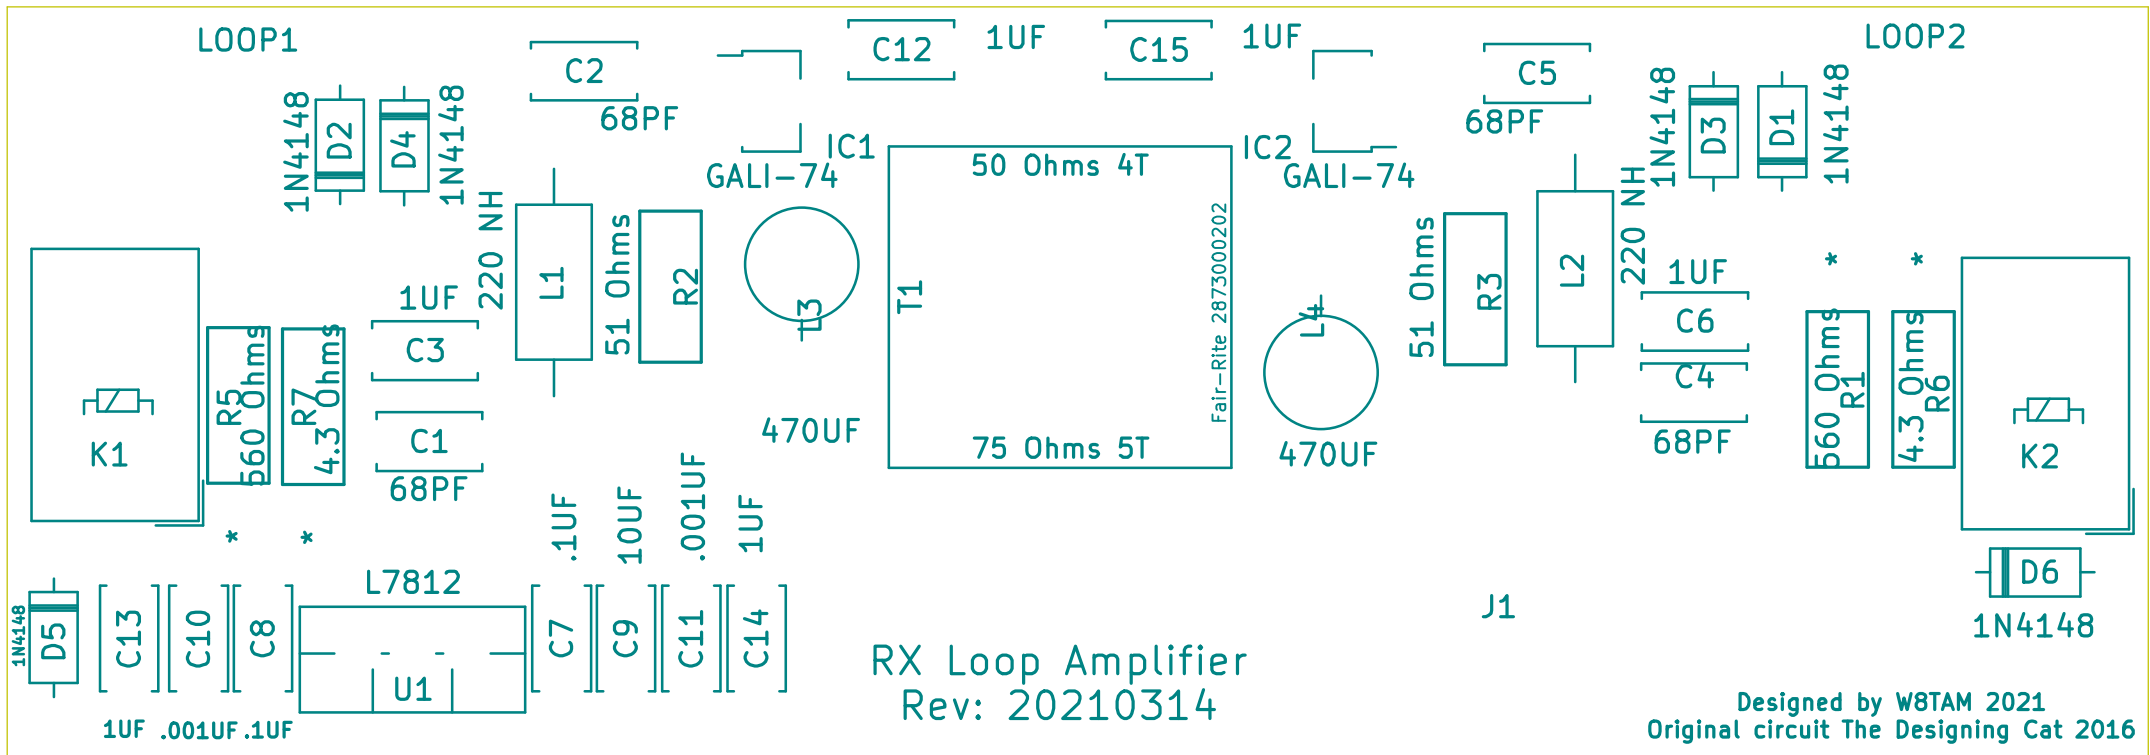 LOOP1
C2
68PF
C12
1UF
C15
1UF
C5
68PF
LOOP2
1N4148
D2
D4
1N4148
IC1
GALI-74
IC2
GALI-74
1N4148
D3
D1
1N4148
50 Ohms 4T
T1
Fair-Rite 2873000202
75 Ohms 5T
220 NH
L1
51 Ohms
R2
L3
470UF
L4
470UF
51 Ohms
R3
L2
220 NH
1UF
C3
C1
68PF
1UF
C6
C4
68PF
K1
R5
560 Ohms
R7
4.3 Ohms
*
*
*
*
560 Ohms
R1
4.3 Ohms
R6
K2
.1UF
10UF
.001UF
1UF
L7812
U1
1N4148
D5
C13
C10
C8
C7
C9
C11
C14
1UF
.001UF
.1UF
J1
D6
1N4148
RX Loop Amplifier
Rev: 20210314
Designed by W8TAM 2021
Original circuit The Designing Cat 2016